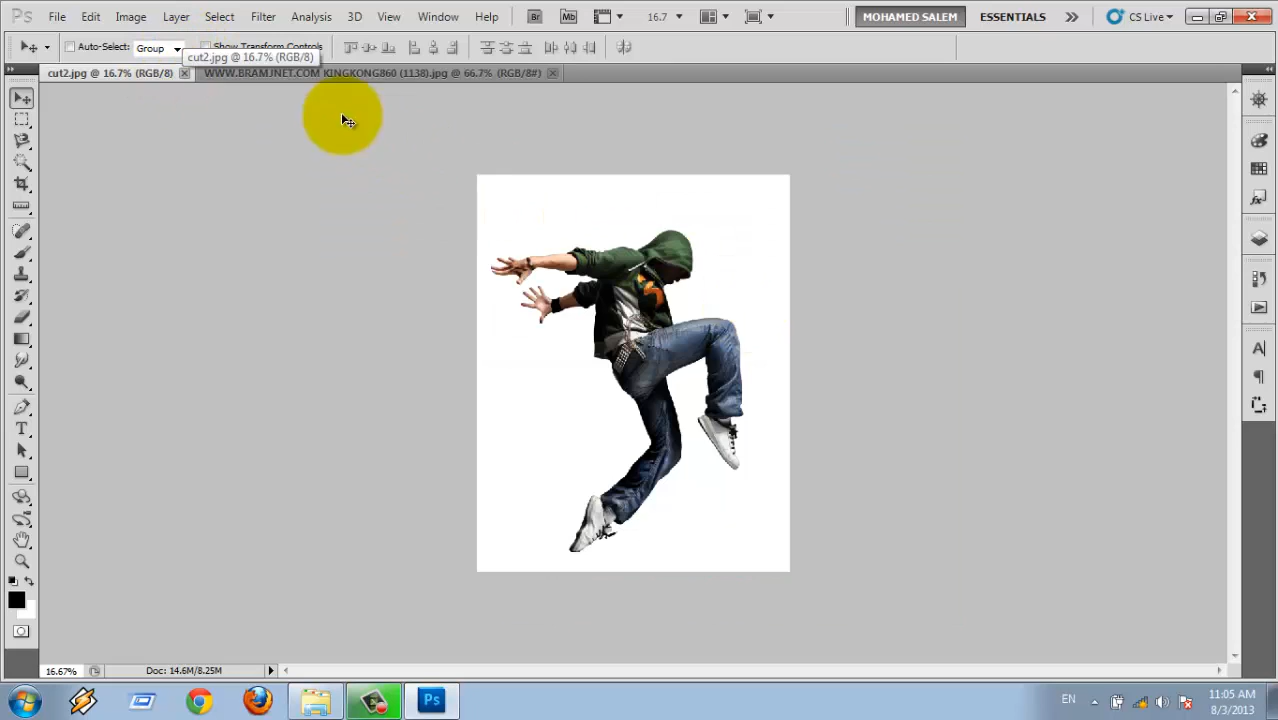 Ps File Edit Image Layer Select Filter Analysis 3D View Window Help Br Mb 16.7 MOHAMED SALEM ESSENTIALS CS Live
Auto-Select: Group Show Transform Controls
cut2.jpg @ 16.7% (RGB/8)
cut2.jpg @ 16.7% (RGB/8) WWW.BRAMJNET.COM KINGKONG860 (1138).jpg @ 66.7% (RGB/8#)
16.67% Doc: 14.6M/8.25M
Ps EN 11:05 AM
8/3/2013